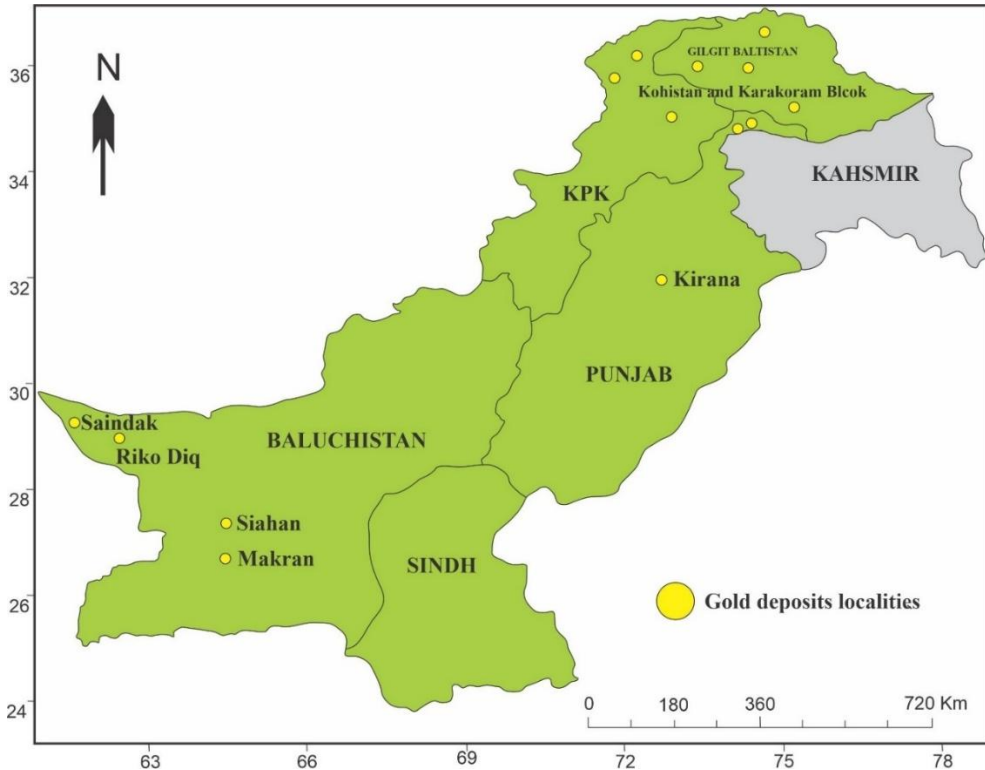 N
GILGIT BALTISTAN
Kohistan and Karakoram Blcok
KAHSMIR
KPK
Kirana
PUNJAB
Saindak
Riko Diq
BALUCHISTAN
Siahan
Makran
SINDH
Gold deposits localities
0 180 360 720 Km
36
34
32
30
28
26
24
63 66 69 72 75 78